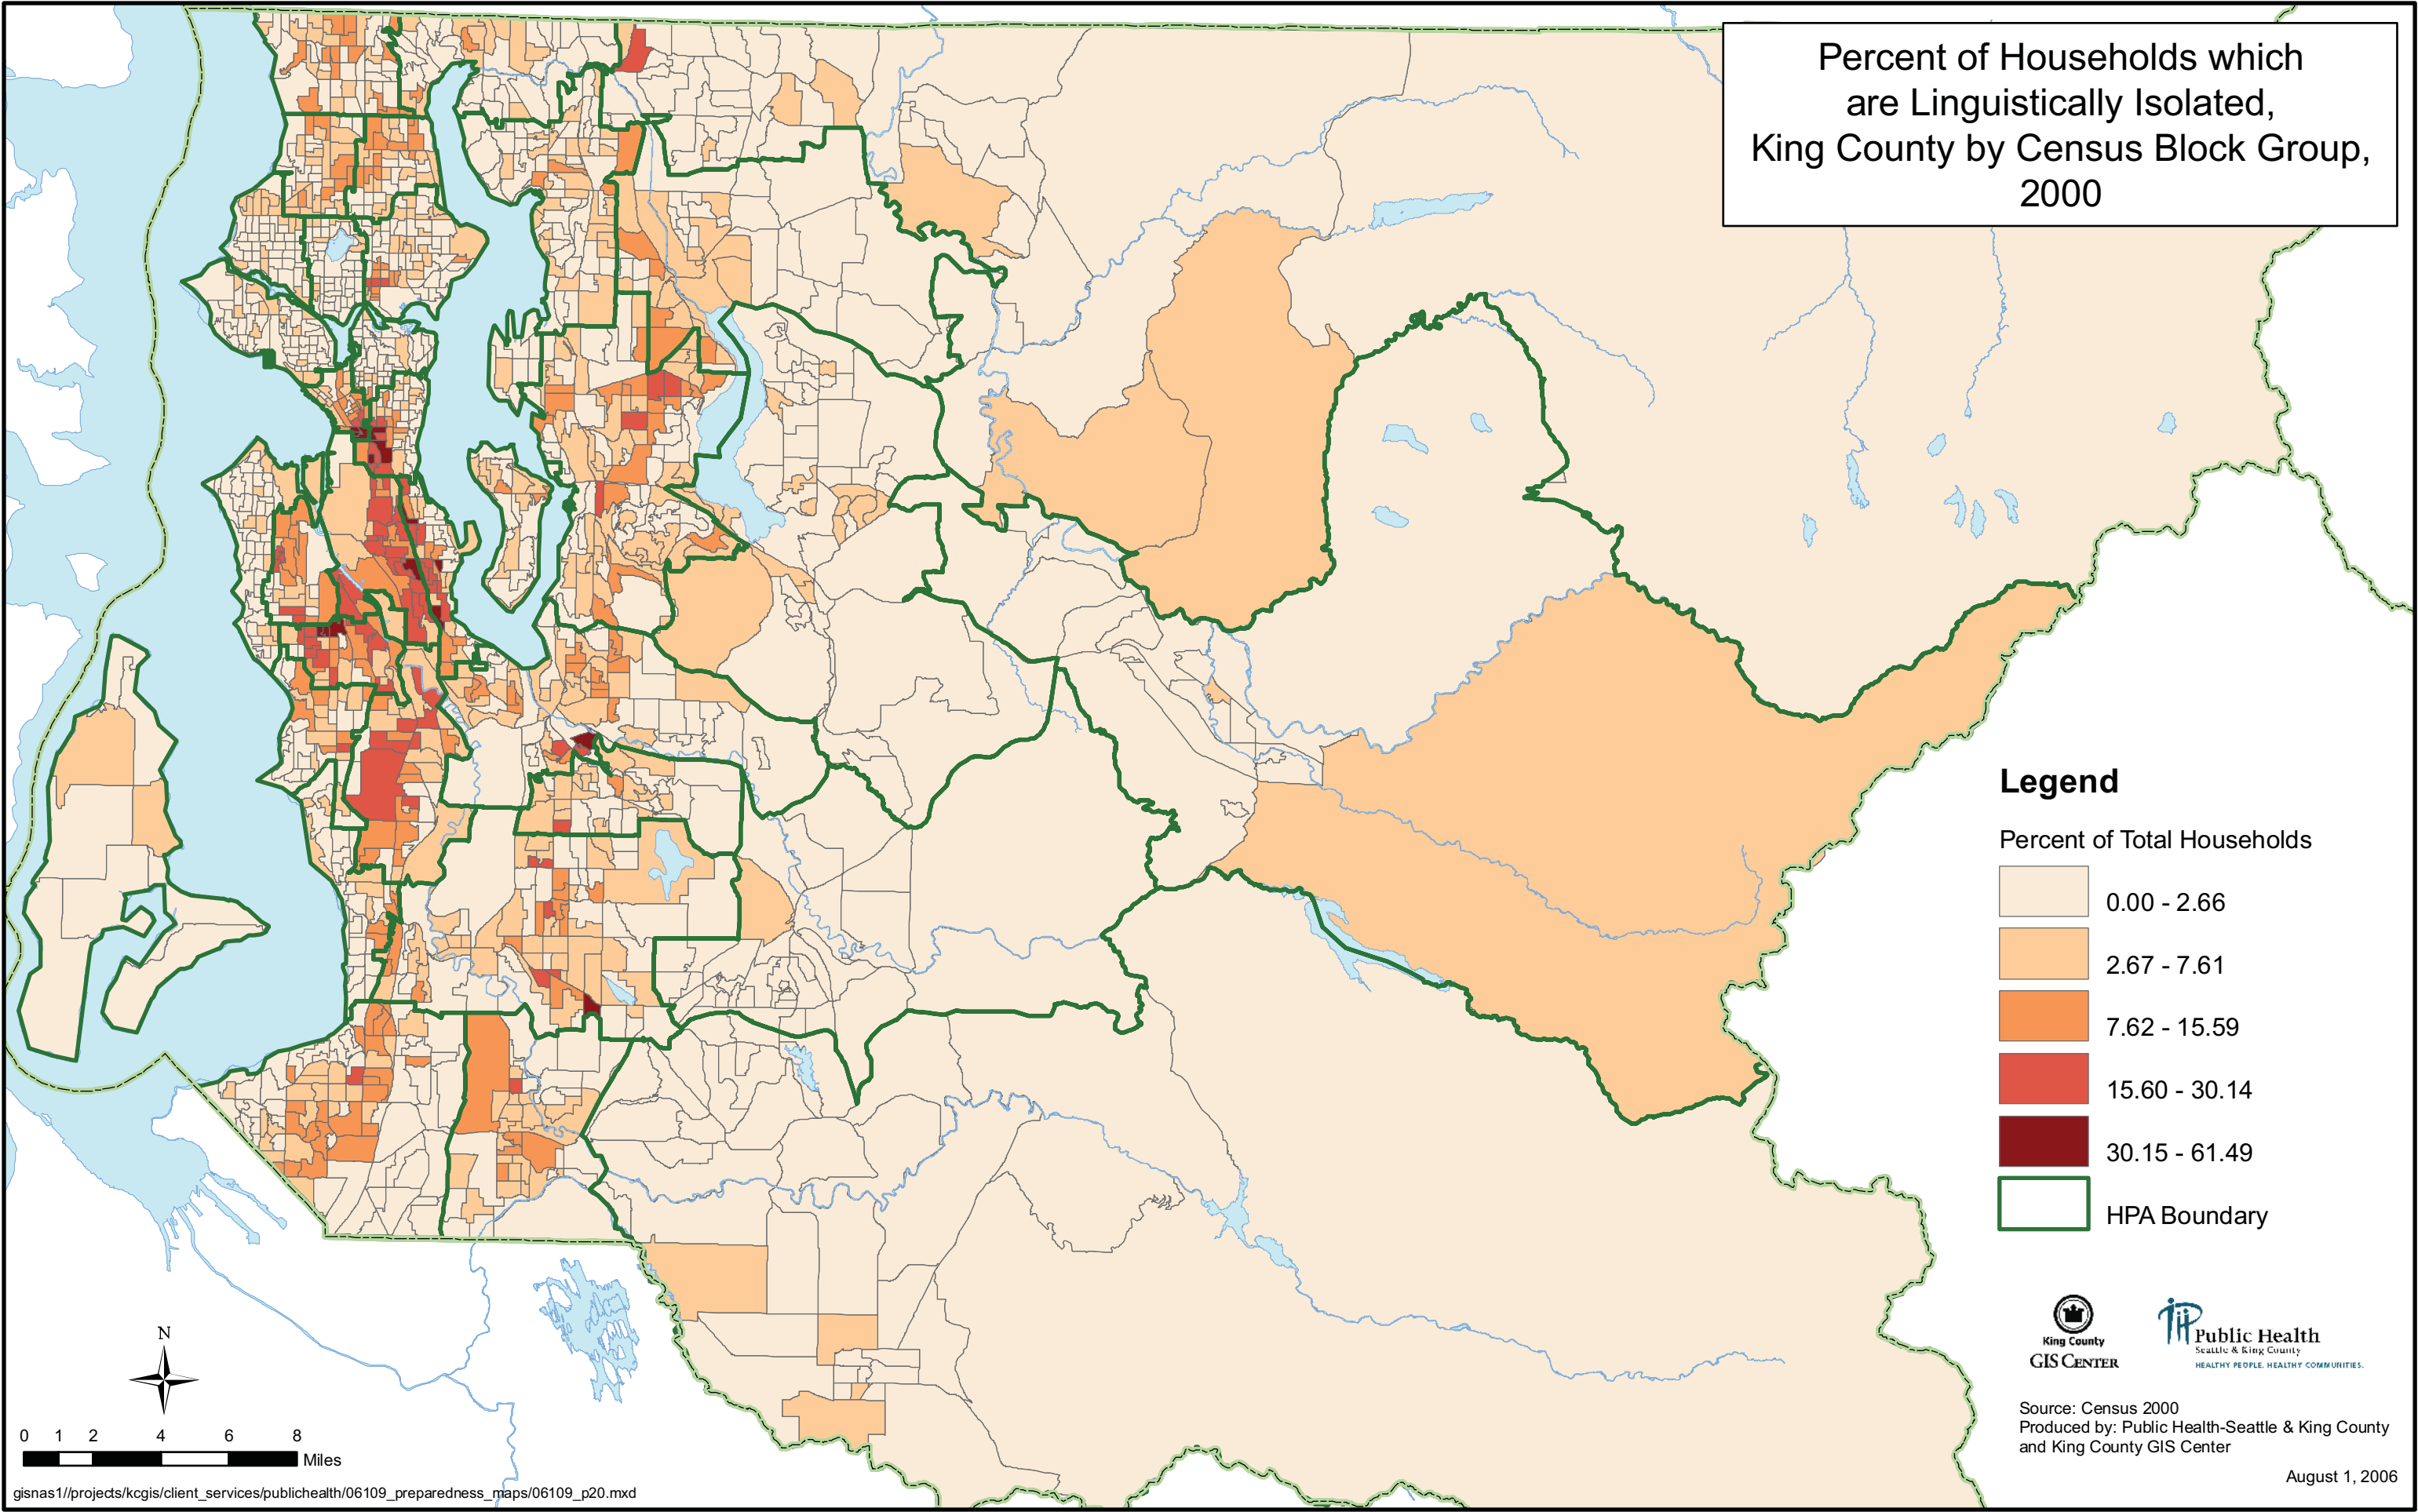 Percent of Households which
are Linguistically Isolated,
King County by Census Block Group,
2000
Legend
Percent of Total Households
0.00 - 2.66
2.67 - 7.61
7.62 - 15.59
15.60 - 30.14
30.15 - 61.49
HPA Boundary
King County
GIS CENTER
Public Health
Seattle & King County
HEALTHY PEOPLE. HEALTHY COMMUNITIES.
Source: Census 2000
Produced by: Public Health-Seattle & King County
and King County GIS Center
August 1, 2006
N
0 1 2 4 6 8
Miles
gisnas1//projects/kcgis/client_services/publichealth/06109_preparedness_maps/06109_p20.mxd